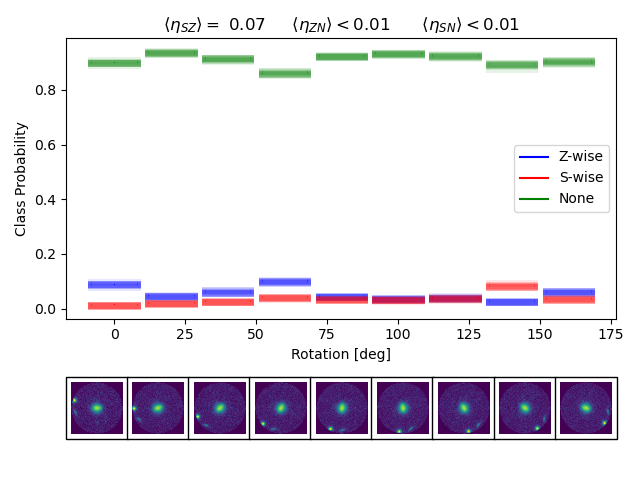 ⟨η_SZ⟩ = 0.07 ⟨η_ZN⟩ < 0.01 ⟨η_SN⟩ < 0.01
Class Probability
0.8
0.6
0.4
0.2
0.0
Z-wise
S-wise
None
0 25 50 75 100 125 150 175
Rotation [deg]